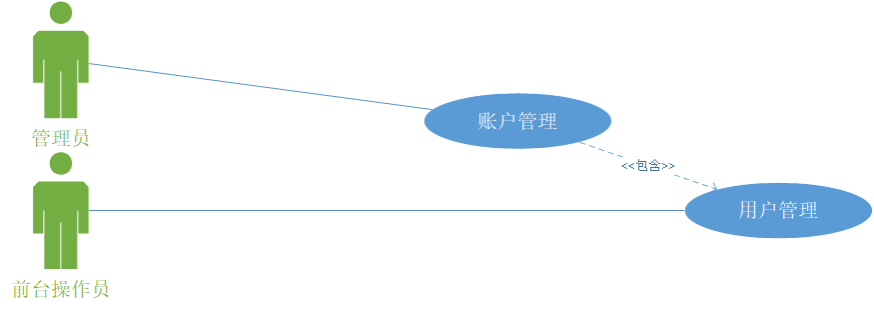 管理员
账户管理
<<包含>>
用户管理
前台操作员